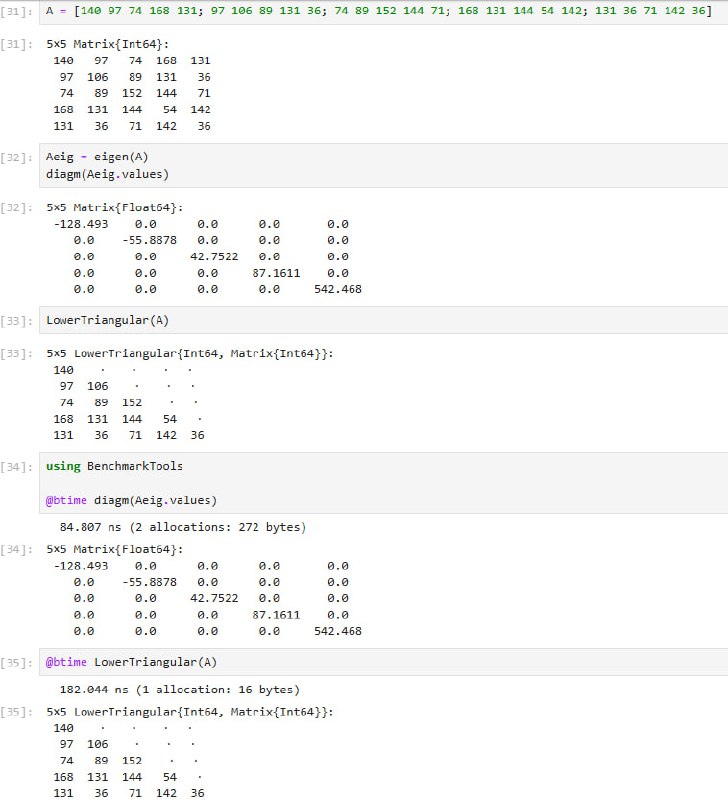 [31]: A = [140 97 74 168 131; 97 106 89 131 36; 74 89 152 144 71; 168 131 144 54 142; 131 36 71 142 36]
[31]: 5×5 Matrix{Int64}:
140 97 74 168 131
97 106 89 131 36
74 89 152 144 71
168 131 144 54 142
131 36 71 142 36
[32]: Aeig = eigen(A)
diagm(Aeig.values)
[32]: 5×5 Matrix{Float64}:
-128.493 0.0 0.0 0.0 0.0
0.0 -55.8878 0.0 0.0 0.0
0.0 0.0 42.7522 0.0 0.0
0.0 0.0 0.0 87.1611 0.0
0.0 0.0 0.0 0.0 542.468
[33]: LowerTriangular(A)
[33]: 5×5 LowerTriangular{Int64, Matrix{Int64}}:
140 · · · ·
97 106 · · ·
74 89 152 · ·
168 131 144 54 ·
131 36 71 142 36
[34]: using BenchmarkTools
@btime diagm(Aeig.values)
84.807 ns (2 allocations: 272 bytes)
[34]: 5×5 Matrix{Float64}:
-128.493 0.0 0.0 0.0 0.0
0.0 -55.8878 0.0 0.0 0.0
0.0 0.0 42.7522 0.0 0.0
0.0 0.0 0.0 87.1611 0.0
0.0 0.0 0.0 0.0 542.468
[35]: @btime LowerTriangular(A)
182.044 ns (1 allocation: 16 bytes)
[35]: 5×5 LowerTriangular{Int64, Matrix{Int64}}:
140 · · · ·
97 106 · · ·
74 89 152 · ·
168 131 144 54 ·
131 36 71 142 36